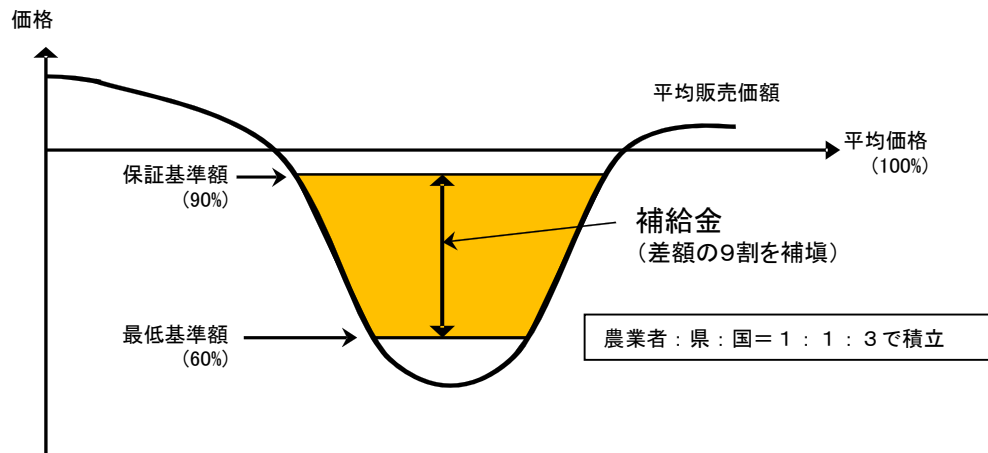 価格
平均販売価額
平均価格
(100%)
保証基準額
(90%)
補給金
(差額の9割を補塡)
最低基準額
(60%)
農業者：県：国＝１：１：３で積立